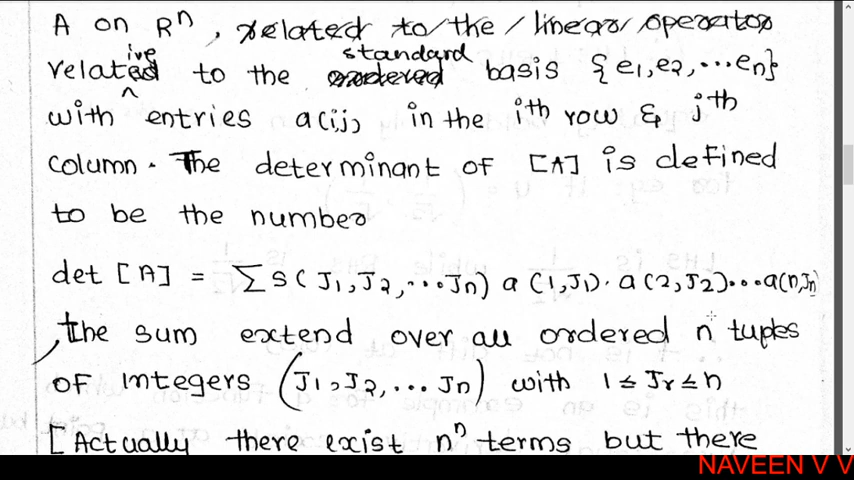 A on R^n, related to the linear operator
ive standard
related to the ordered basis {e1, e2, ... en}
with entries a(i,j) in the ith row & jth
column. The determinant of [A] is defined
to be the number
det [A] = ∑ S(J1, J2, ... Jn) a(1,J1). a(2,J2)... a(n,Jn)
, the sum extend over all ordered n tuples
of integers (J1, J2, ... Jn) with 1 ≤ Jr ≤ n
[Actually there exist n^n terms but there
NAVEEN V V